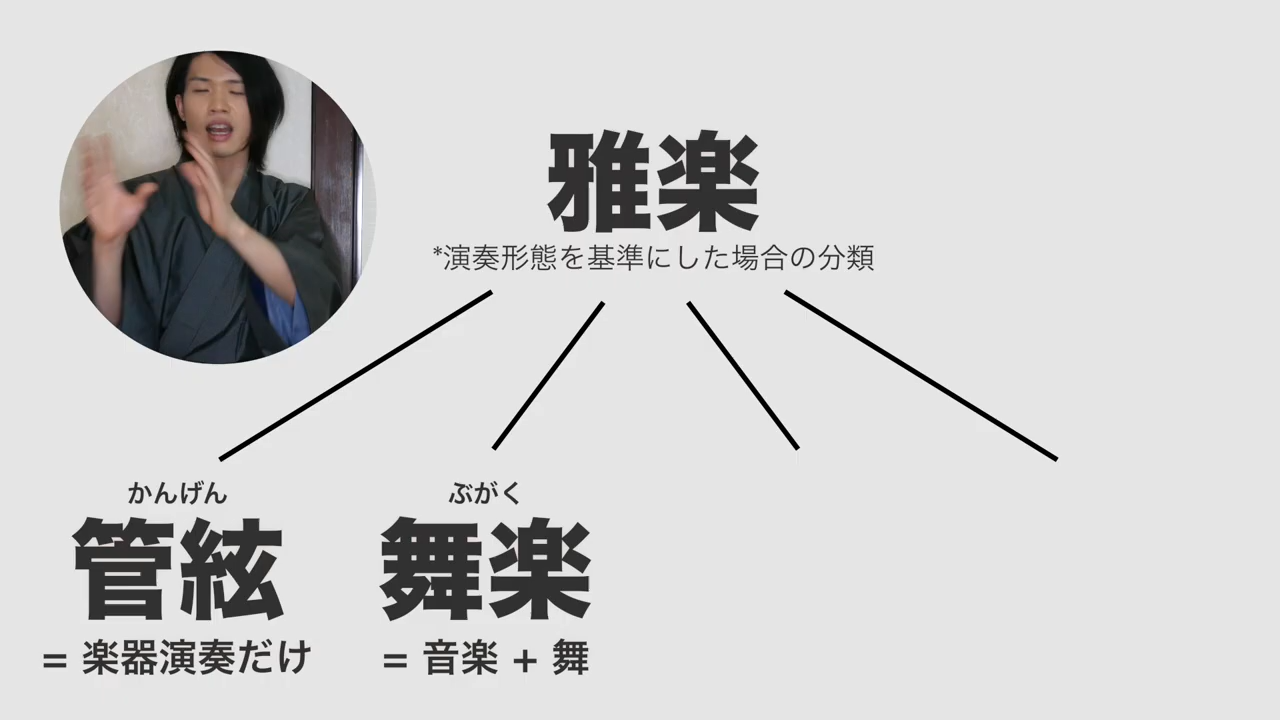 雅楽
*演奏形態を基準にした場合の分類
かんげん
管絃
= 楽器演奏だけ
ぶがく
舞楽
= 音楽 + 舞